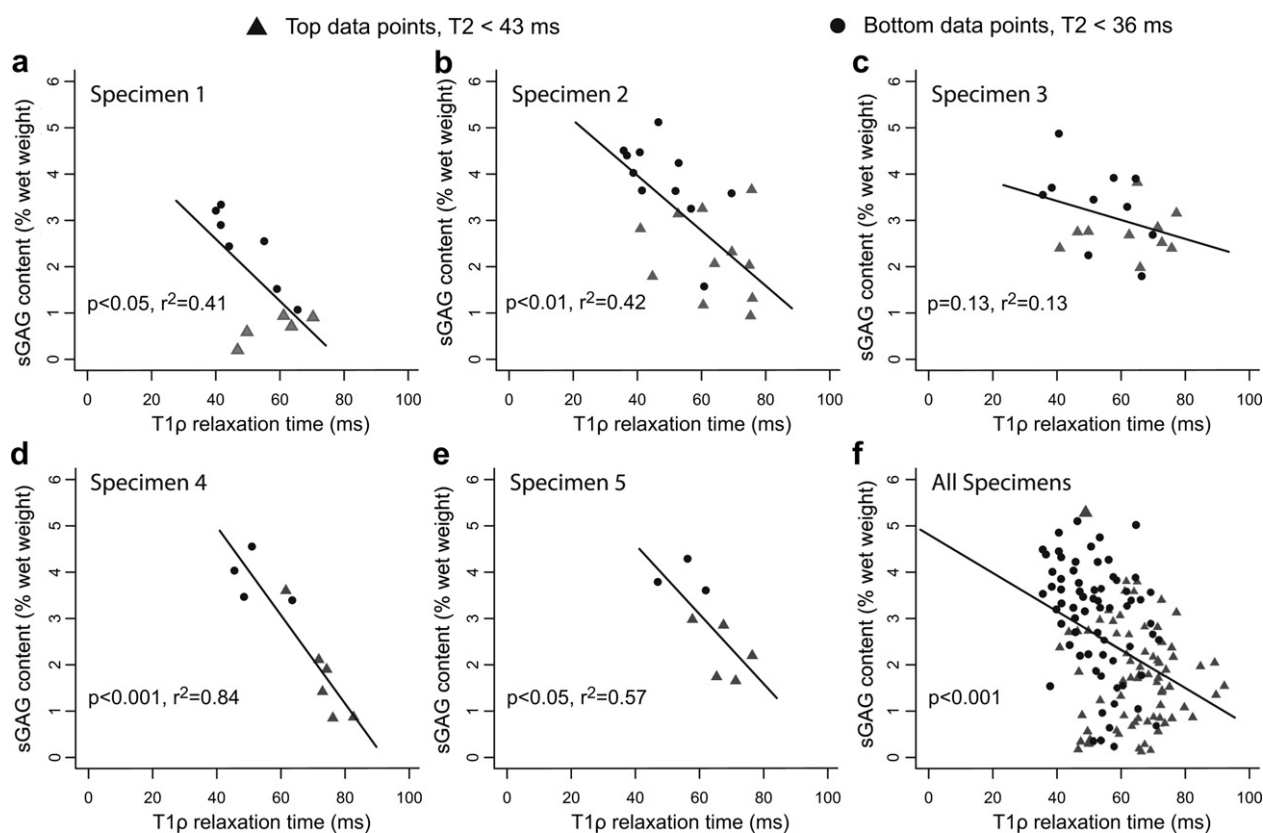 Top data points, T2 < 43 ms
Bottom data points, T2 < 36 ms
a
Specimen 1
p<0.05, r²=0.41
sGAG content (% wet weight)
0 1 2 3 4 5 6
0 20 40 60 80 100
T1ρ relaxation time (ms)
b
Specimen 2
p<0.01, r²=0.42
sGAG content (% wet weight)
0 1 2 3 4 5 6
0 20 40 60 80 100
T1ρ relaxation time (ms)
c
Specimen 3
p=0.13, r²=0.13
sGAG content (% wet weight)
0 1 2 3 4 5 6
0 20 40 60 80 100
T1ρ relaxation time (ms)
d
Specimen 4
p<0.001, r²=0.84
sGAG content (% wet weight)
0 1 2 3 4 5 6
0 20 40 60 80 100
T1ρ relaxation time (ms)
e
Specimen 5
p<0.05, r²=0.57
sGAG content (% wet weight)
0 1 2 3 4 5 6
0 20 40 60 80 100
T1ρ relaxation time (ms)
f
All Specimens
p<0.001
sGAG content (% wet weight)
0 1 2 3 4 5 6
0 20 40 60 80 100
T1ρ relaxation time (ms)